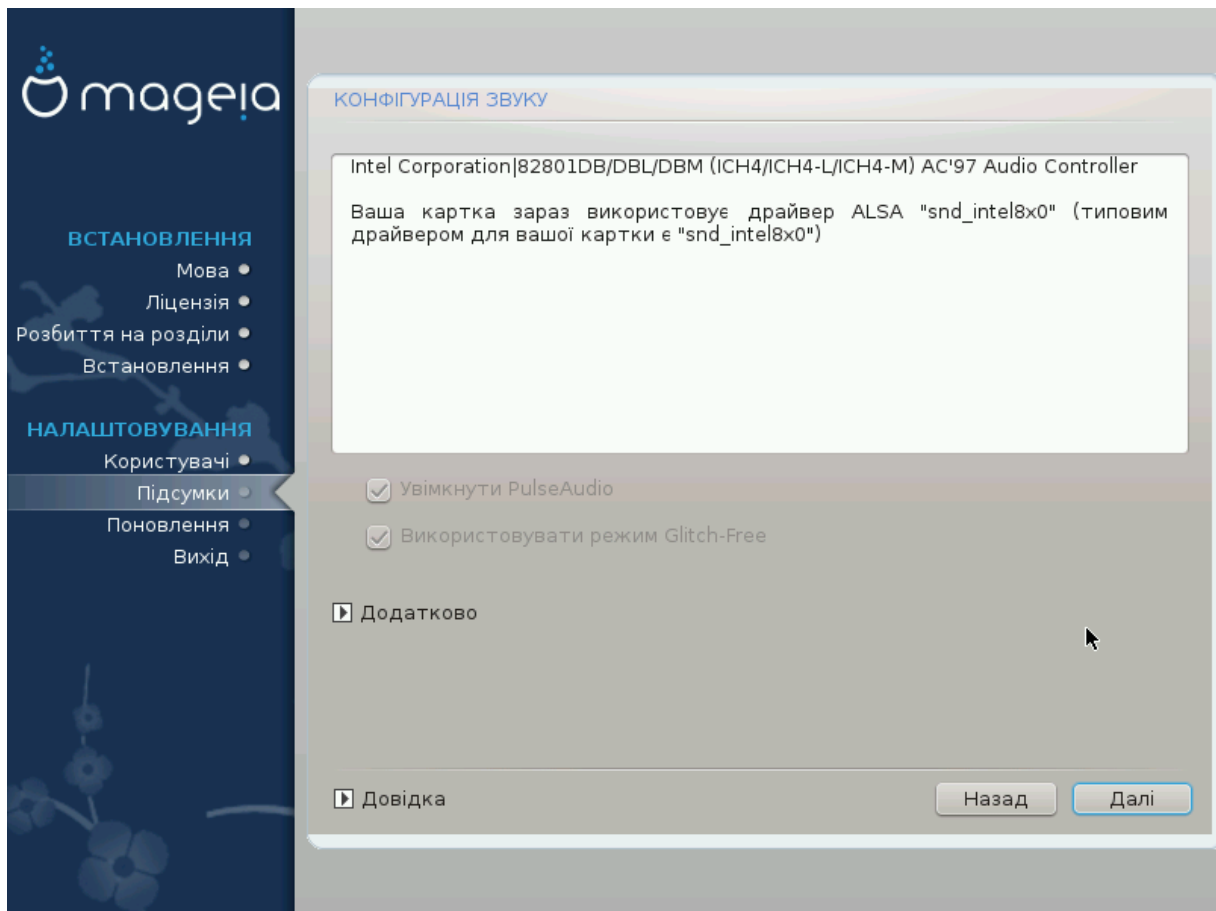 mageia
ВСТАНОВЛЕННЯ
Мова
Ліцензія
Розбиття на розділи
Встановлення
НАЛАШТОВУВАННЯ
Користувачі
Підсумки
Поновлення
Вихід
КОНФІГУРАЦІЯ ЗВУКУ
Intel Corporation|82801DB/DBL/DBM (ICH4/ICH4-L/ICH4-M) AC'97 Audio Controller
Ваша картка зараз використовує драйвер ALSA "snd_intel8x0" (типовим
драйвером для вашої картки є "snd_intel8x0")
Увімкнути PulseAudio
Використовувати режим Glitch-Free
Додатково
Довідка
Назад
Далі